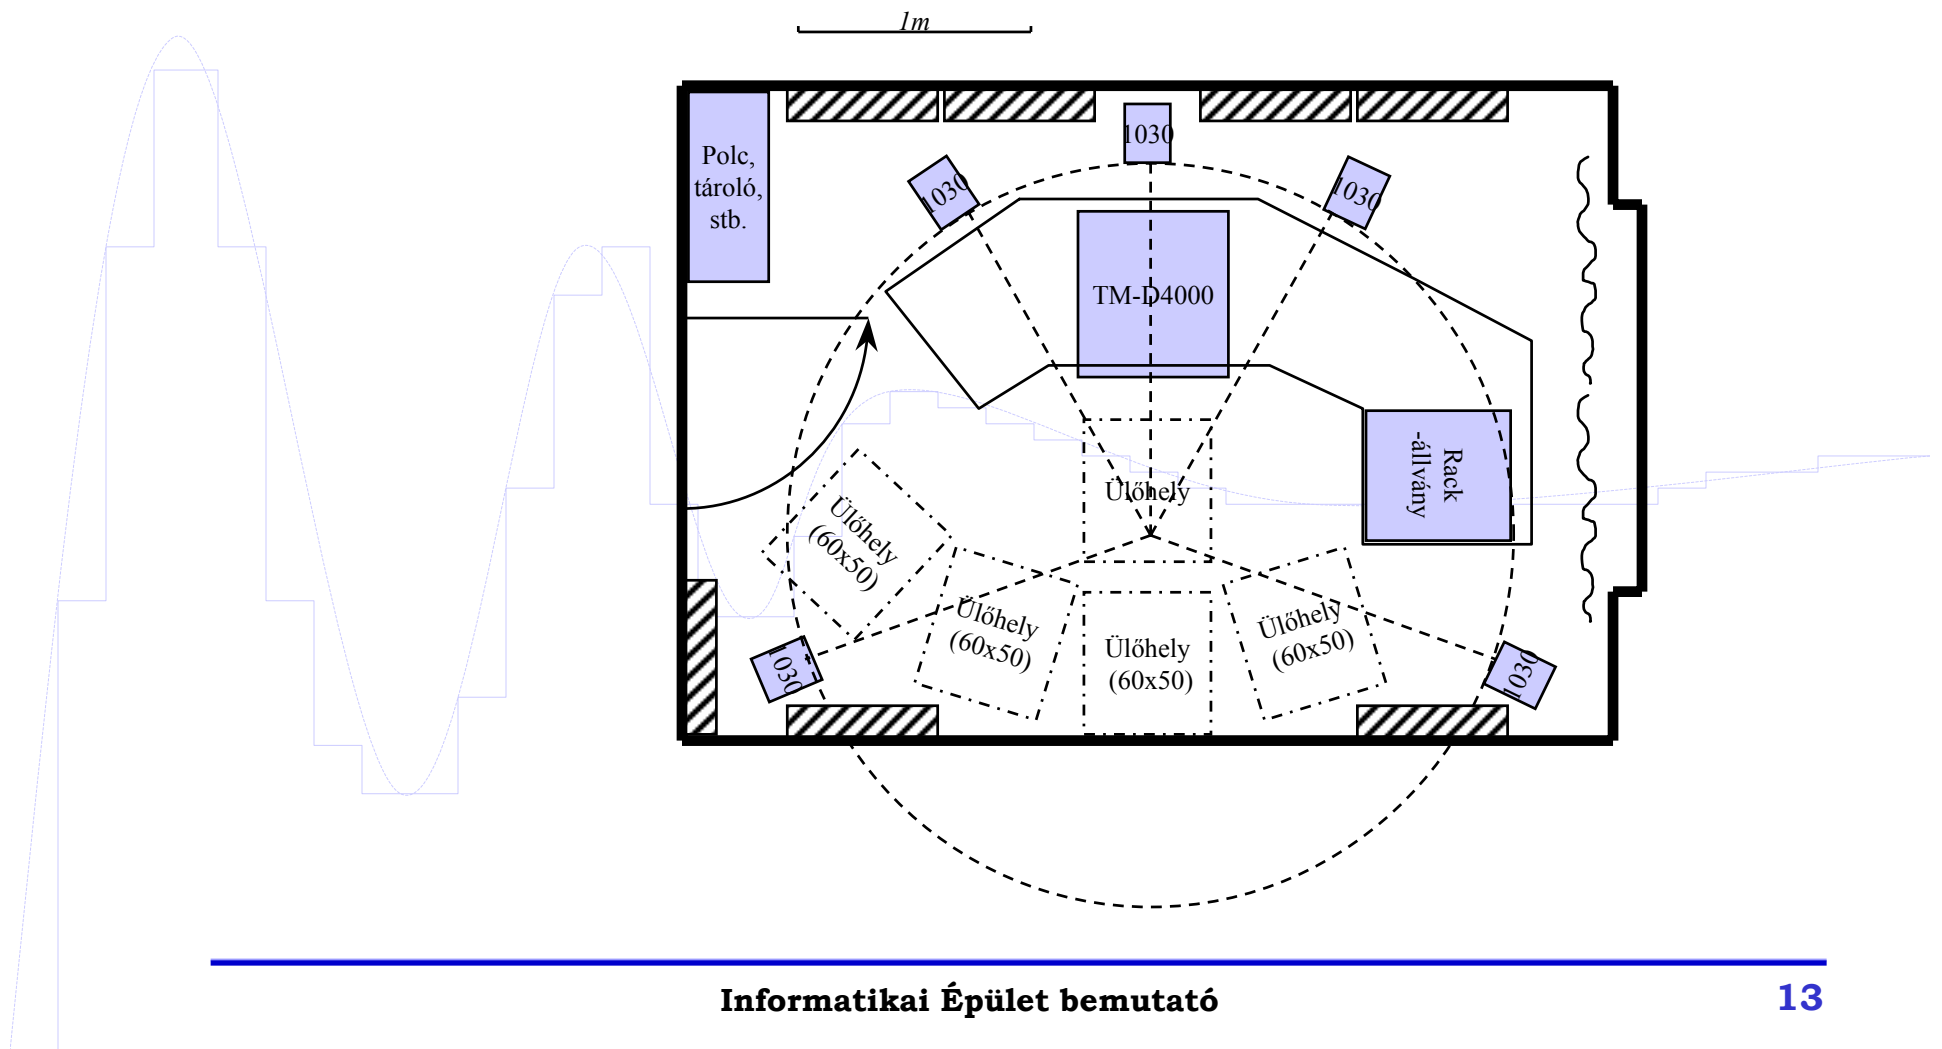 1m
Polc,
tároló,
stb.
1030
1030
1030
TM-D4000
Rack
-állvány
Ülőhely
Ülőhely
(60x50)
Ülőhely
(60x50)
Ülőhely
(60x50)
Ülőhely
(60x50)
1030
1030
Informatikai Épület bemutató
13